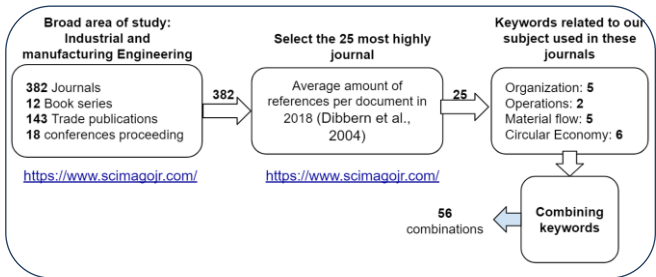 Broad area of study:
Industrial and
manufacturing Engineering
382 Journals
12 Book series
143 Trade publications
18 conferences proceeding
https://www.scimagojr.com/
382
Select the 25 most highly
journal
Average amount of
references per document in
2018 (Dibbern et al.,
2004)
https://www.scimagojr.com/
25
Keywords related to our
subject used in these
journals
Organization: 5
Operations: 2
Material flow: 5
Circular Economy: 6
Combining
keywords
56
combinations